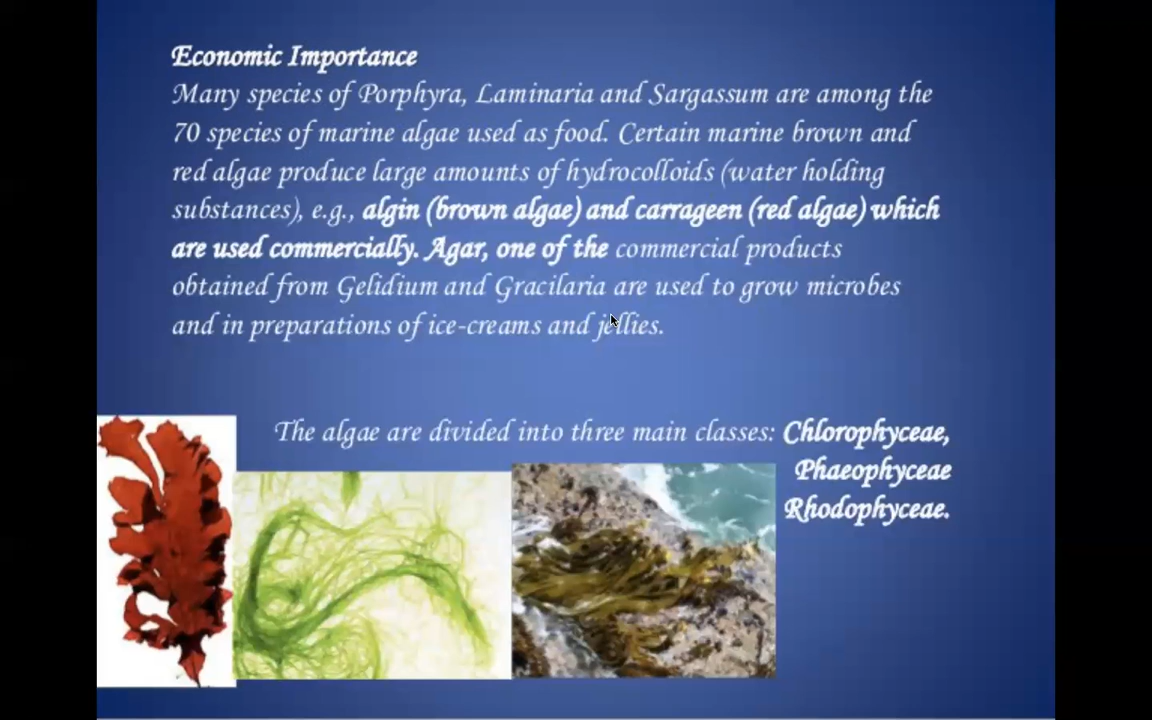 Economic Importance
Many species of Porphyra, Laminaria and Sargassum are among the
70 species of marine algae used as food. Certain marine brown and
red algae produce large amounts of hydrocolloids (water holding
substances), e.g., algin (brown algae) and carrageen (red algae) which
are used commercially. Agar, one of the commercial products
obtained from Gelidium and Gracilaria are used to grow microbes
and in preparations of ice-creams and jellies.
The algae are divided into three main classes: Chlorophyceae,
Phaeophyceae
Rhodophyceae.